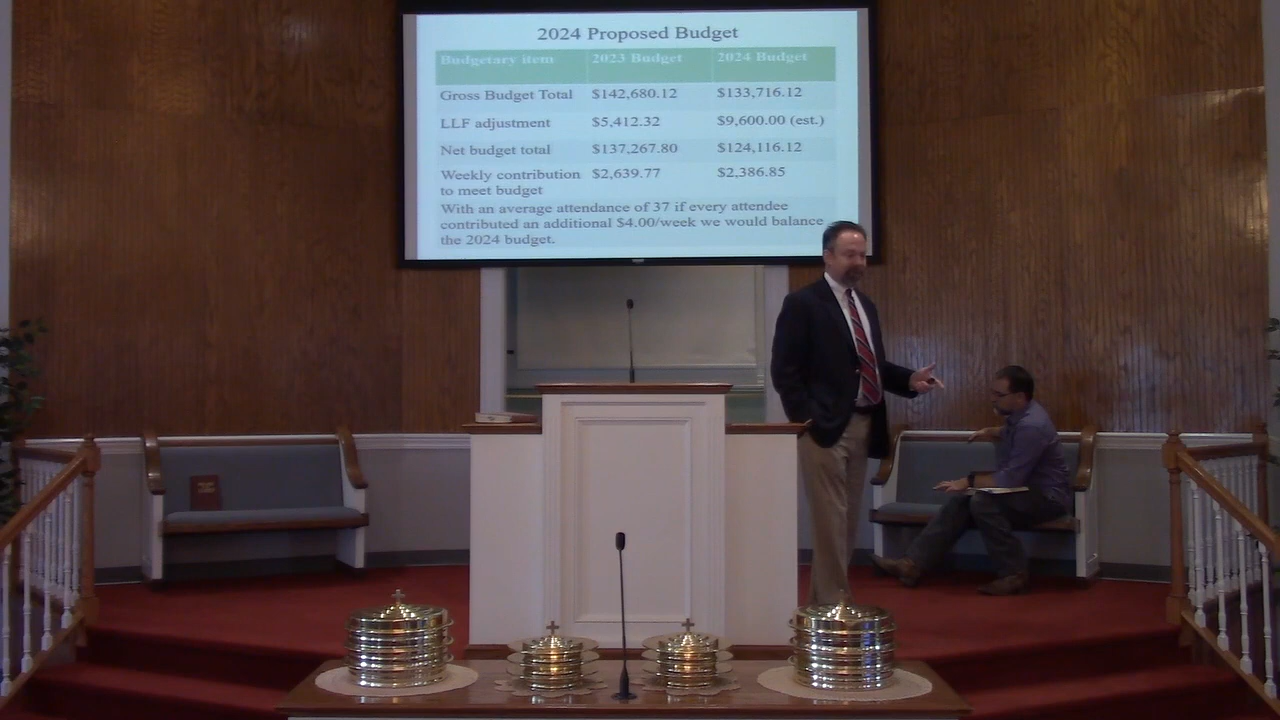 2024 Proposed Budget
Budgetary item 2023 Budget 2024 Budget
Gross Budget Total $142,680.12 $133,716.12
LLF adjustment $5,412.32 $9,600.00 (est.)
Net budget total $137,267.80 $124,116.12
Weekly contribution $2,639.77 $2,386.85
to meet budget
With an average attendance of 37 if every attendee
contributed an additional $4.00/week we would balance
the 2024 budget.